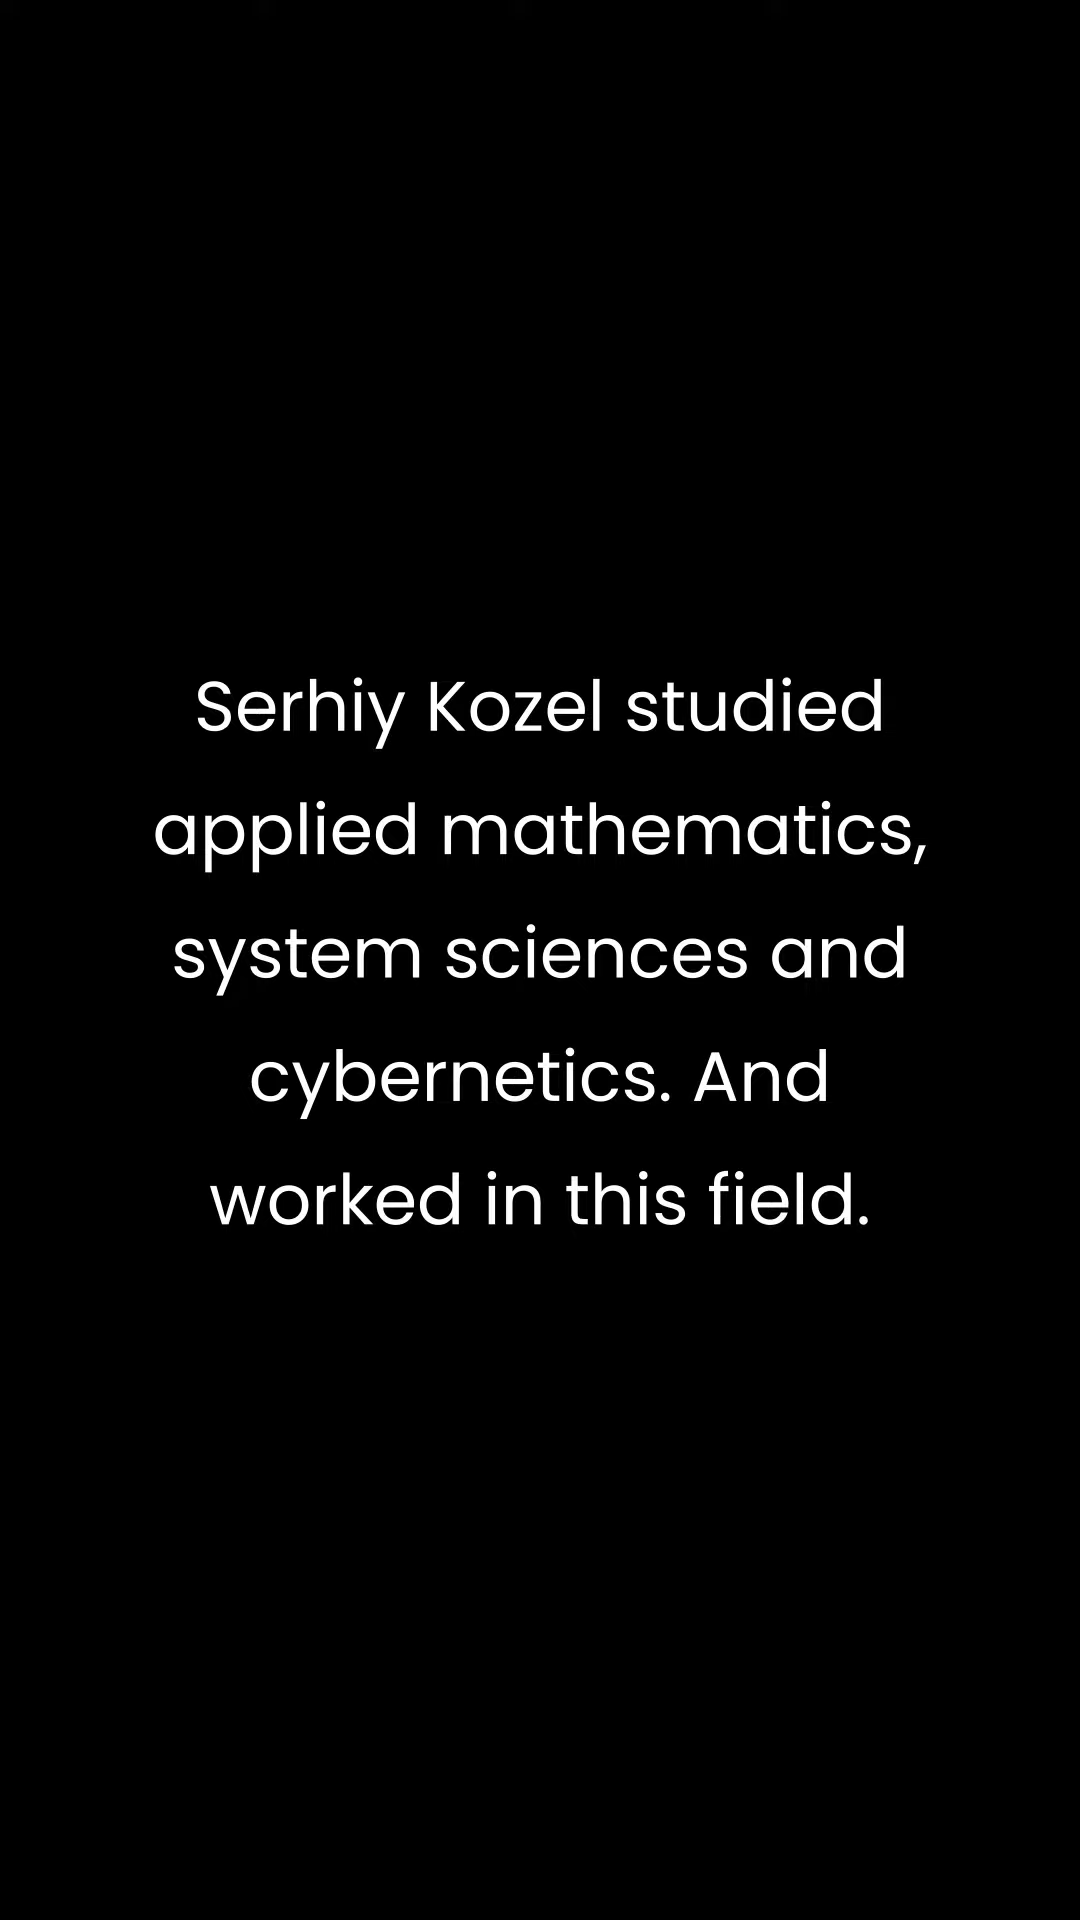 Serhiy Kozel studied
applied mathematics,
system sciences and
cybernetics. And
worked in this field.